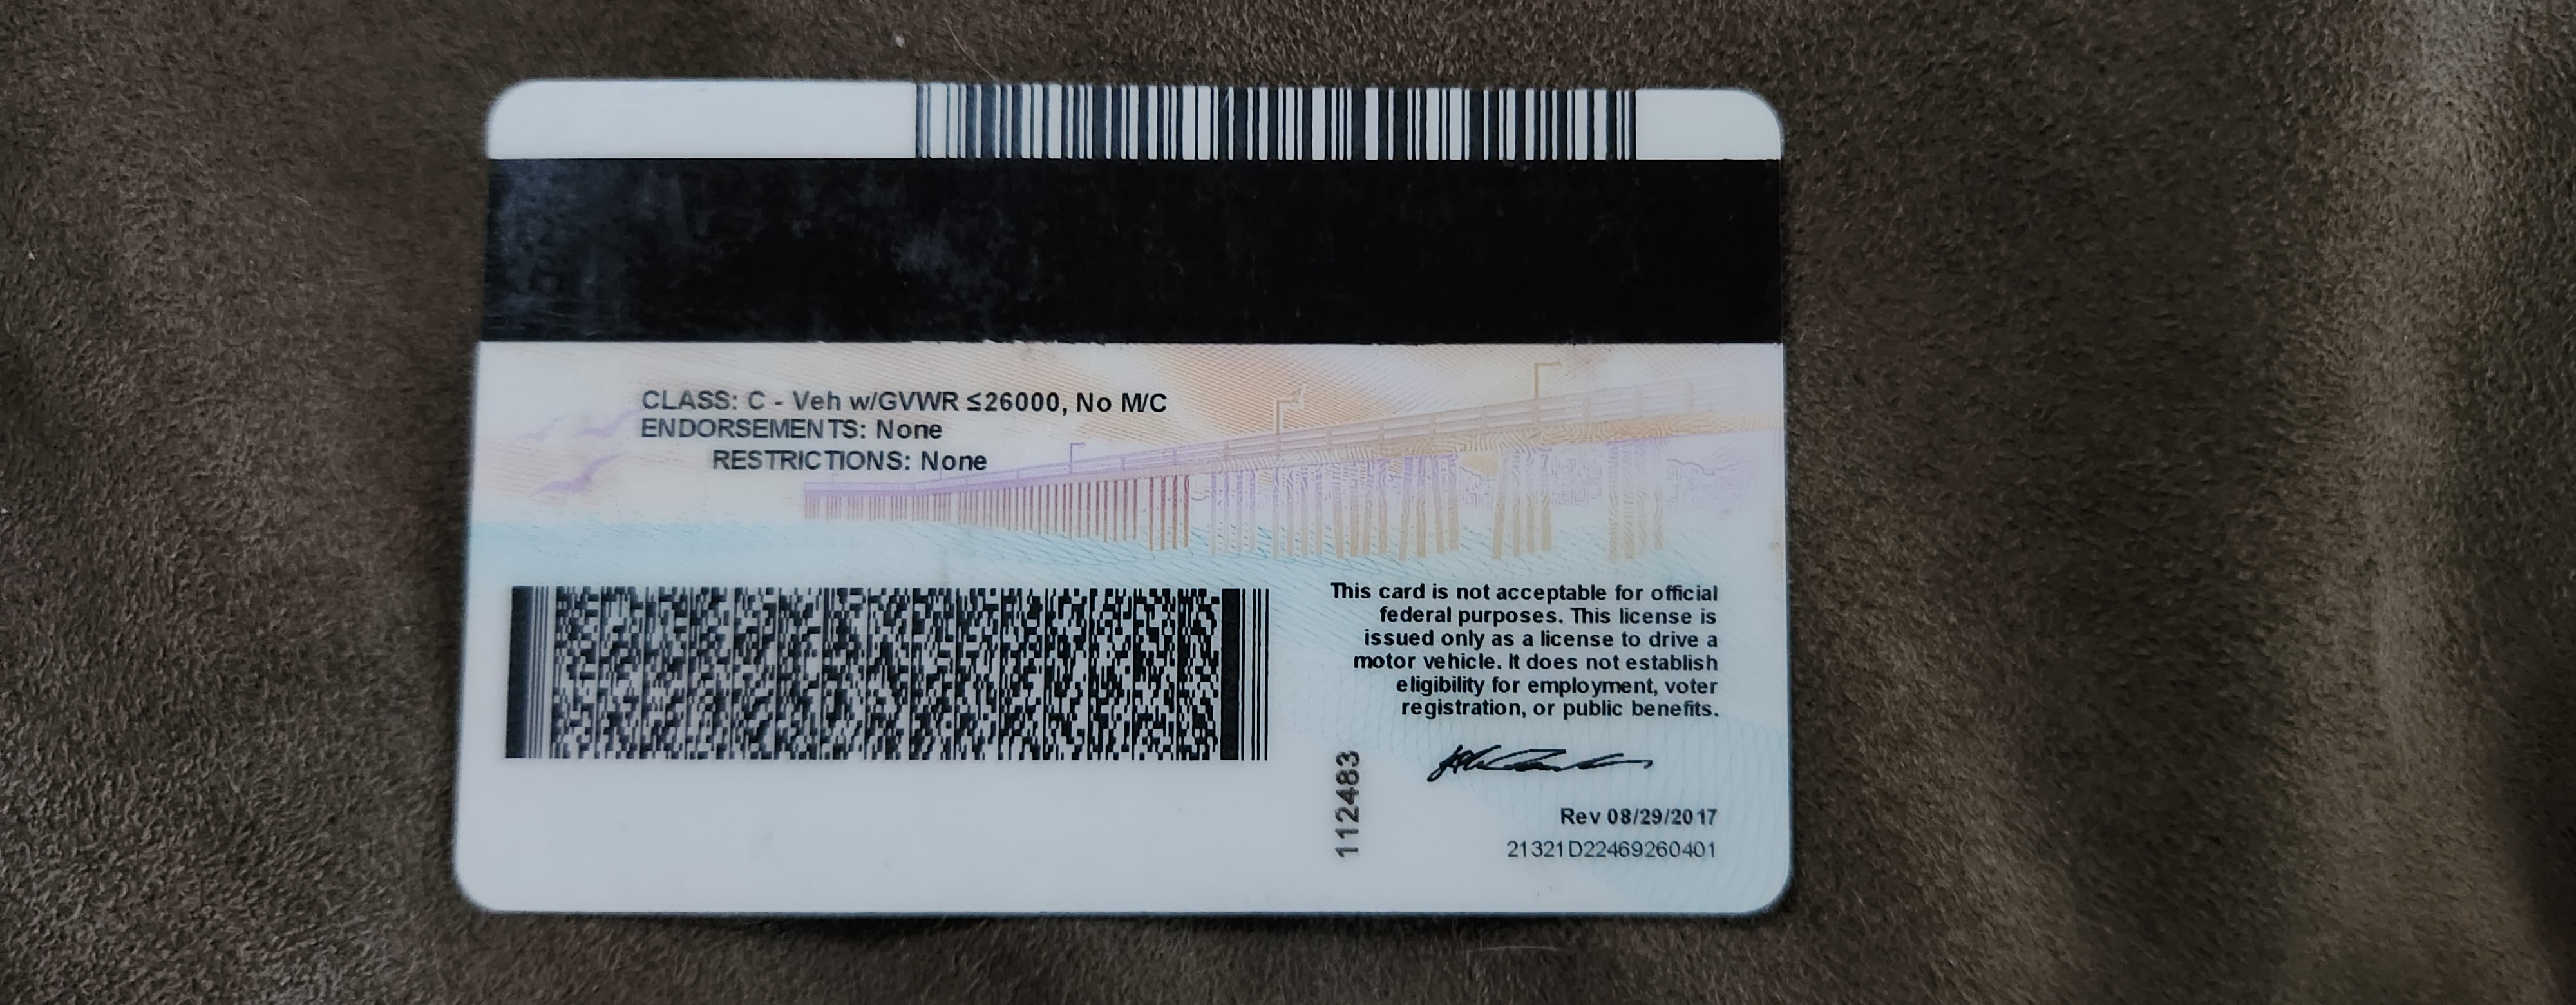 CLASS: C - Veh w/GVWR ≤26000, No M/C
ENDORSEMENTS: None
RESTRICTIONS: None
This card is not acceptable for official
federal purposes. This license is
issued only as a license to drive a
motor vehicle. It does not establish
eligibility for employment, voter
registration, or public benefits.
112483
Rev 08/29/2017
21321D22469260401